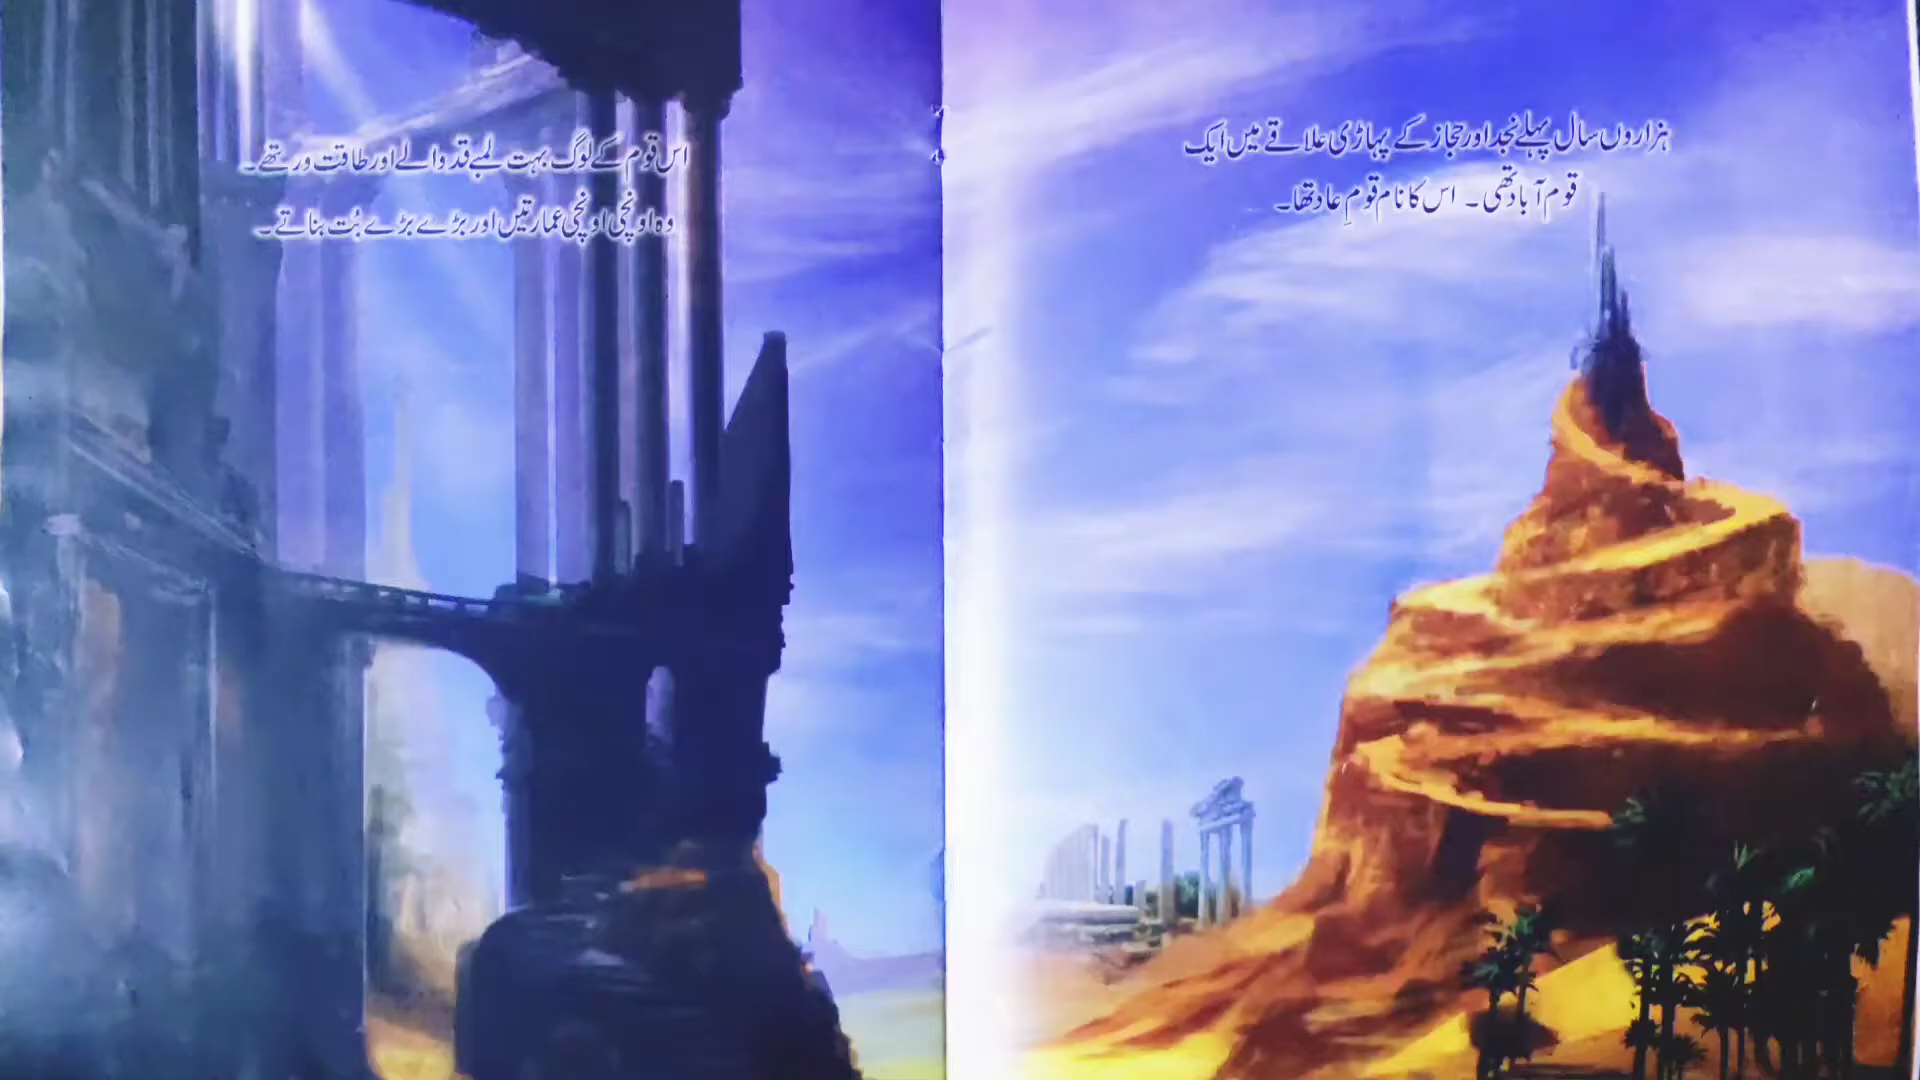 ہزاروں سال پہلے نجد اور حجاز کے پہاڑی علاقے میں ایک
قوم آباد تھی۔ اس کا نام قومِ عاد تھا۔
اس قوم کے لوگ بہت لمبے قد والے اور طاقت ور تھے۔
وہ اونچی اونچی عمارتیں اور بڑے بڑے بُت بناتے۔